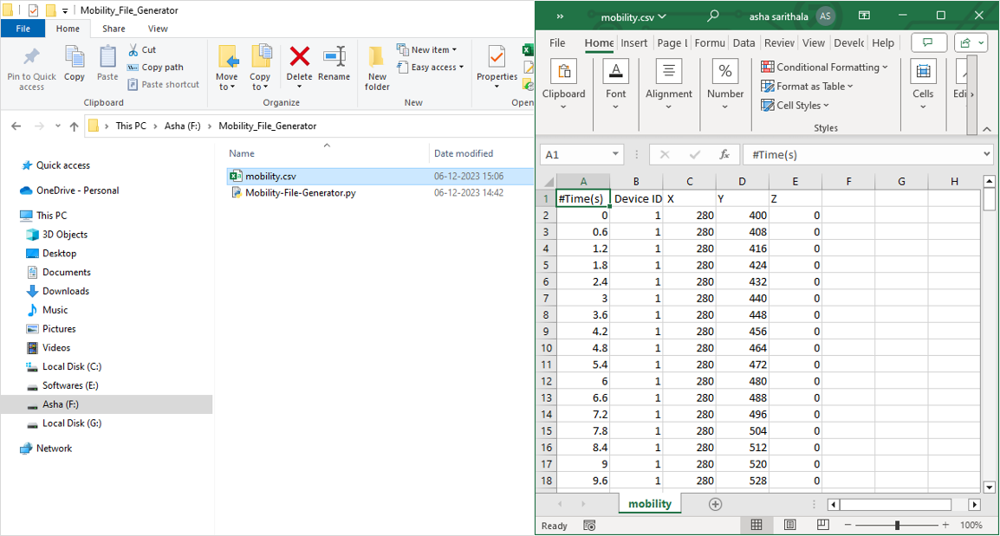 Mobility_File_Generator
File Home Share View
Pin to Quick access
Copy
Paste
Cut
Copy path
Paste shortcut
Clipboard
Move to
Copy to
Delete
Rename
Organize
New folder
New item
Easy access
New
Properties
Open
This PC Asha (F:) Mobility_File_Generator
Name Date modified
mobility.csv 06-12-2023 15:06
Mobility-File-Generator.py 06-12-2023 14:42
Quick access
OneDrive - Personal
This PC
3D Objects
Desktop
Documents
Downloads
Music
Pictures
Videos
Local Disk (C:)
Softwares (E:)
Asha (F:)
Local Disk (G:)
Network
mobility.csv asha sarithala AS
File Home Insert Page l Formu Data Review View Develo Help
Clipboard
Font
Alignment
%
Number
Conditional Formatting
Format as Table
Cell Styles
Styles
Cells
Edi
A1 fx #Time(s)
A B C D E F G H
1 #Time(s) Device ID X Y Z
2 0 1 280 400 0
3 0.6 1 280 408 0
4 1.2 1 280 416 0
5 1.8 1 280 424 0
6 2.4 1 280 432 0
7 3 1 280 440 0
8 3.6 1 280 448 0
9 4.2 1 280 456 0
10 4.8 1 280 464 0
11 5.4 1 280 472 0
12 6 1 280 480 0
13 6.6 1 280 488 0
14 7.2 1 280 496 0
15 7.8 1 280 504 0
16 8.4 1 280 512 0
17 9 1 280 520 0
18 9.6 1 280 528 0
mobility
Ready 100%